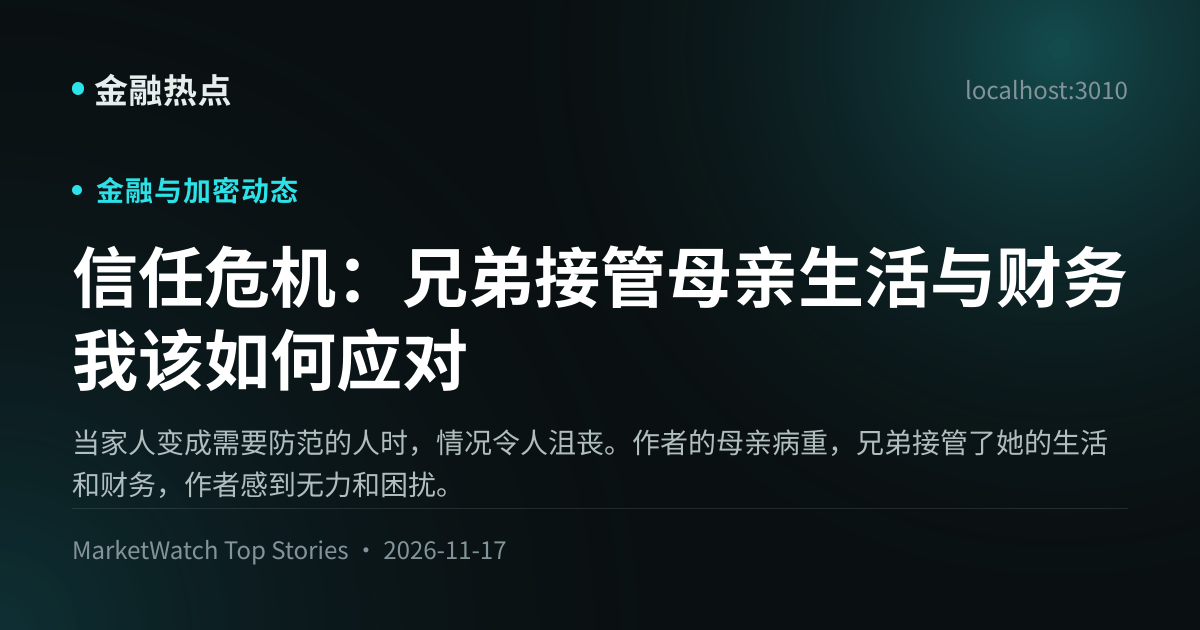 金融热点
localhost:3010
金融与加密动态
信任危机：兄弟接管母亲生活与财务
我该如何应对
当家人变成需要防范的人时，情况令人沮丧。作者的母亲病重，兄弟接管了她的生活
和财务，作者感到无力和困扰。
MarketWatch Top Stories • 2026-11-17